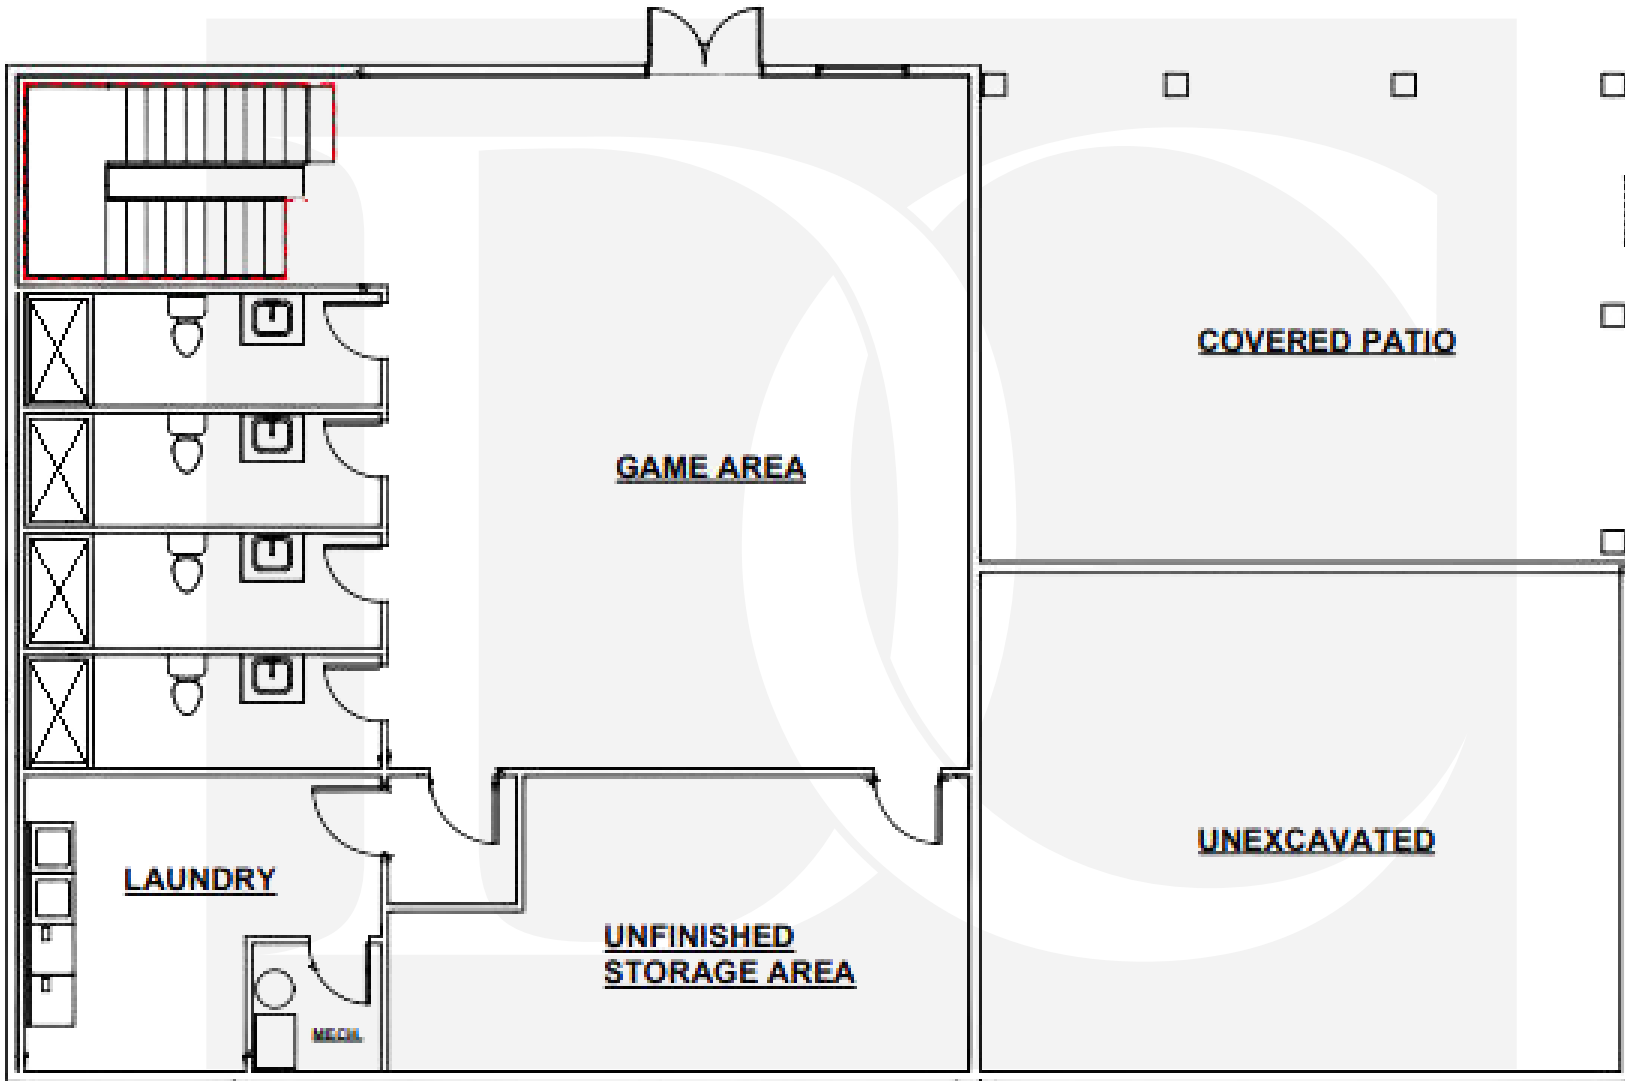 COVERED PATIO
GAME AREA
UNEXCAVATED
LAUNDRY
UNFINISHED
STORAGE AREA
MECH.